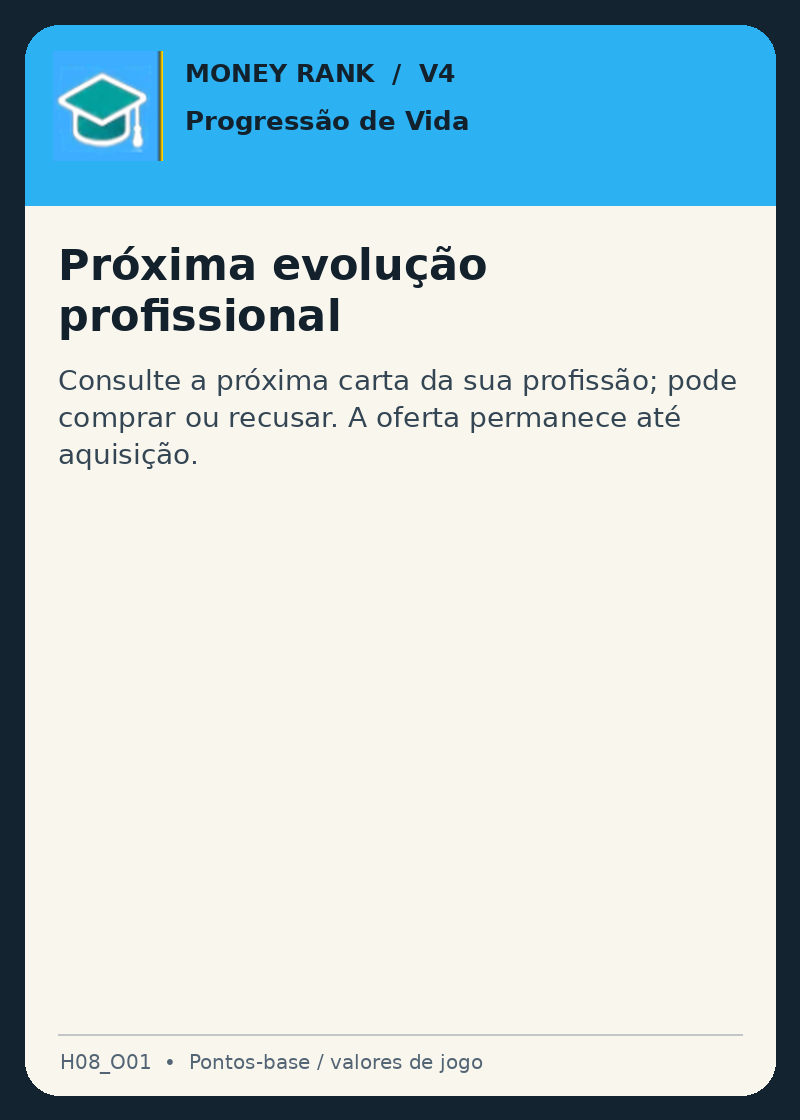 MONEY RANK / V4
Progressão de Vida
Próxima evolução
profissional
Consulte a próxima carta da sua profissão; pode
comprar ou recusar. A oferta permanece até
aquisição.
H08_O01 • Pontos-base / valores de jogo